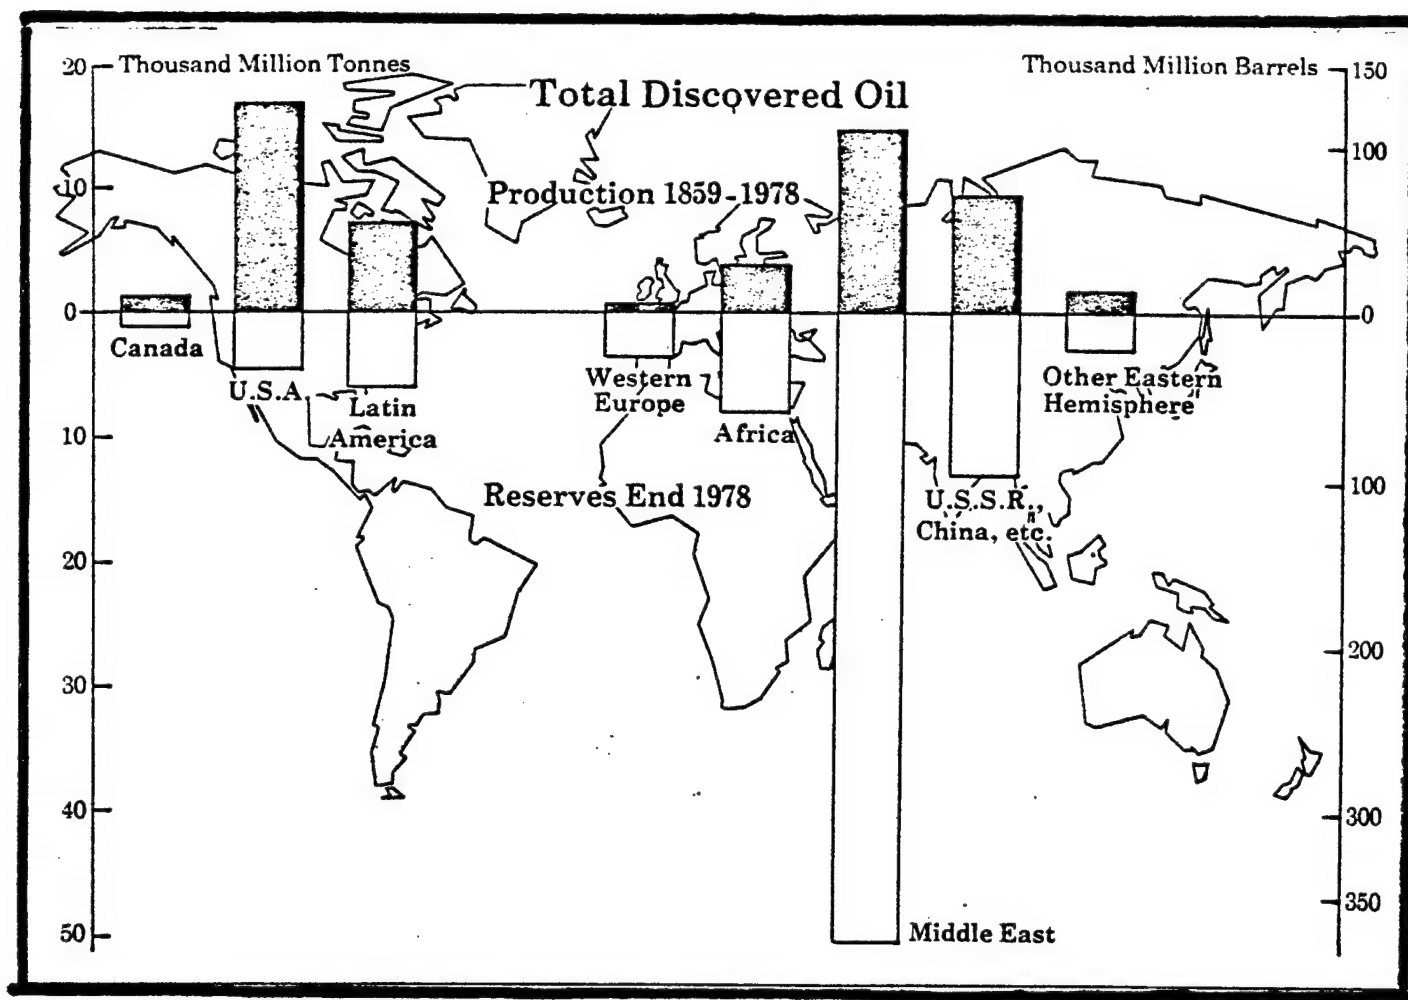 Thousand Million Tonnes
Thousand Million Barrels
Total Discovered Oil
Production 1859-1978
20
10
0
10
20
30
40
50
150
100
0
100
200
300
350
Canada
U.S.A.
Latin
America
Western
Europe
Africa
Middle East
U.S.S.R.,
China, etc.
Other Eastern
Hemisphere
Reserves End 1978